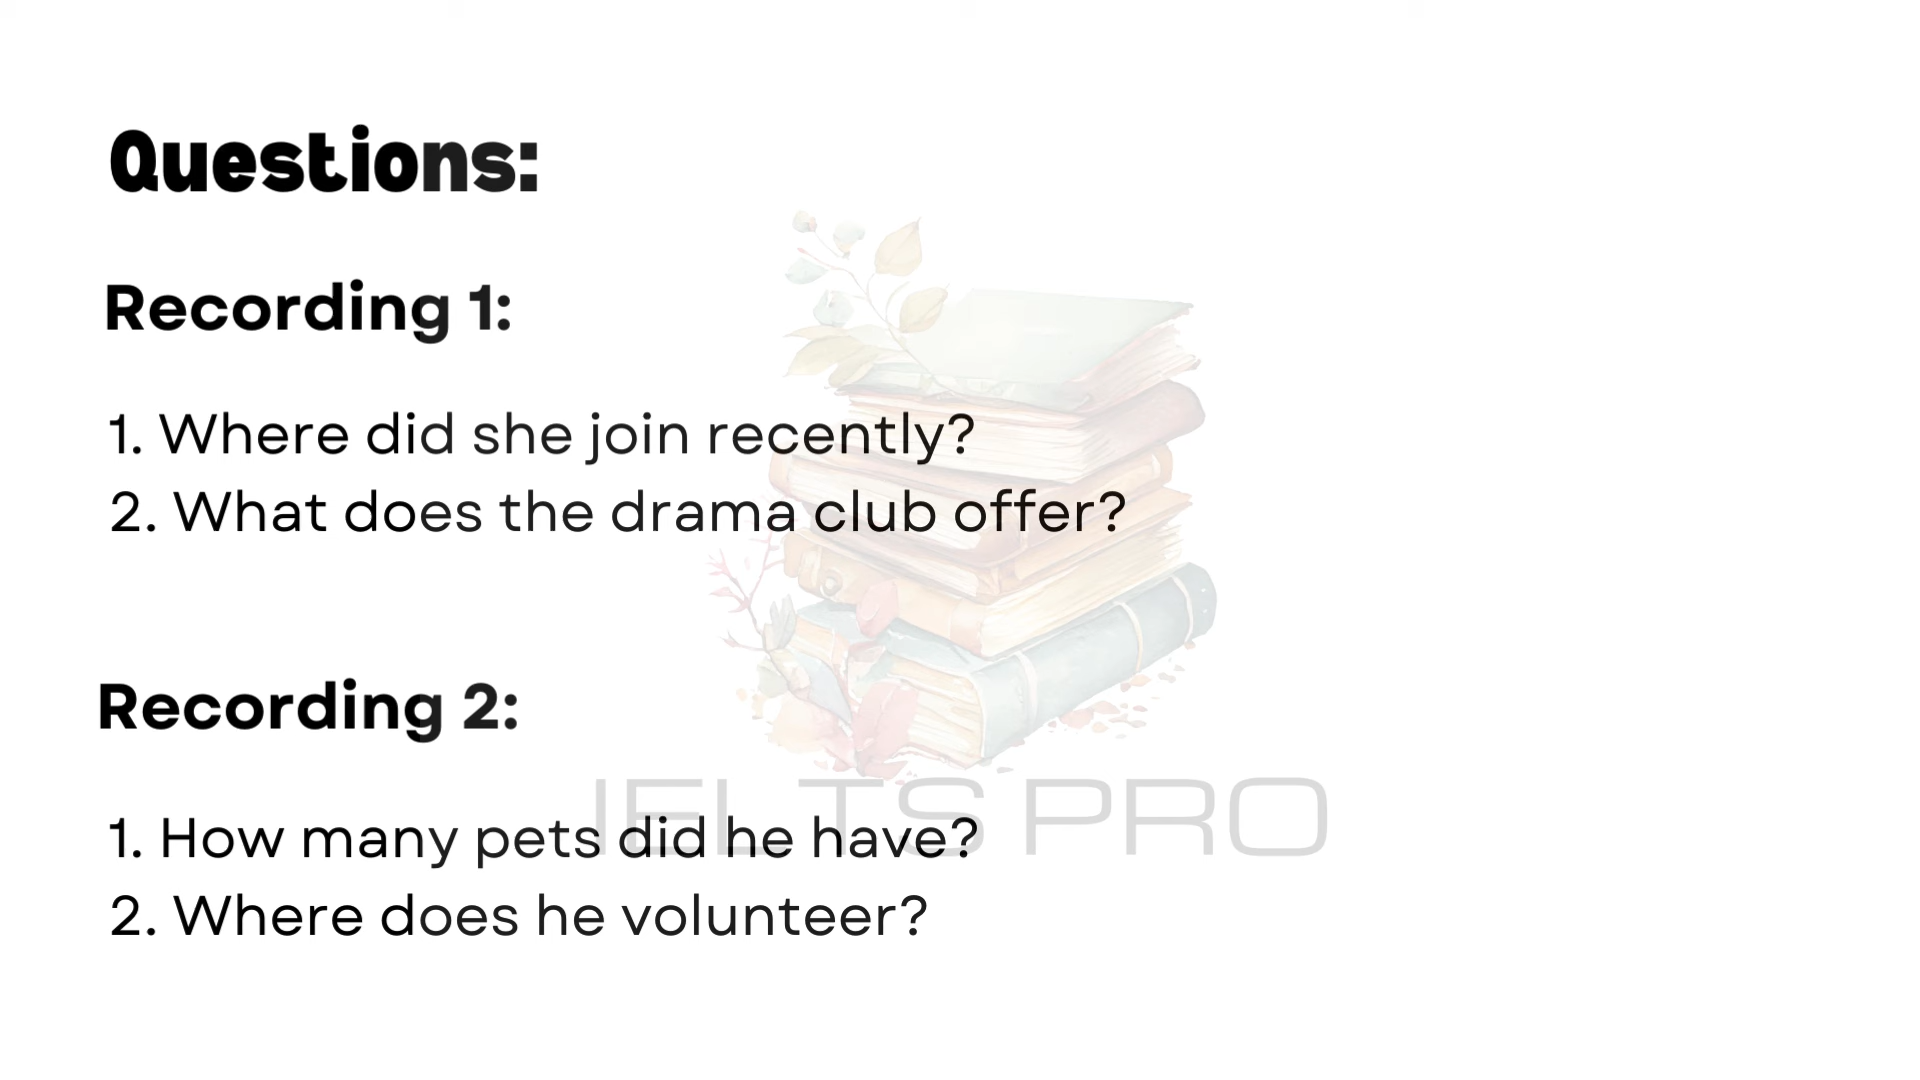 Questions:
Recording 1:
1. Where did she join recently?
2. What does the drama club offer?
Recording 2:
IELTS PRO
1. How many pets did he have?
2. Where does he volunteer?